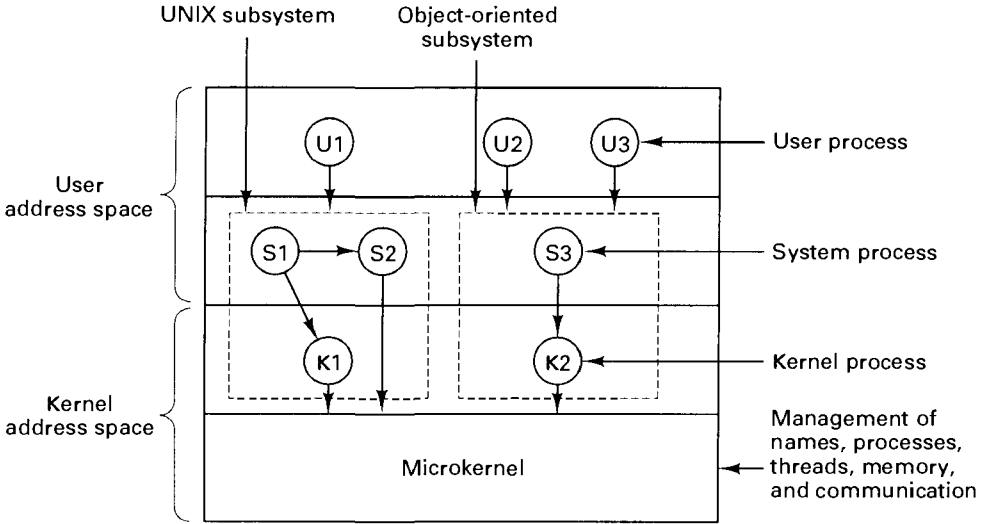 UNIX subsystem
Object-oriented
subsystem
U1
U2
U3
User process
User
address space
S1
S2
S3
System process
K1
K2
Kernel process
Kernel
address space
Microkernel
Management of
names, processes,
threads, memory,
and communication